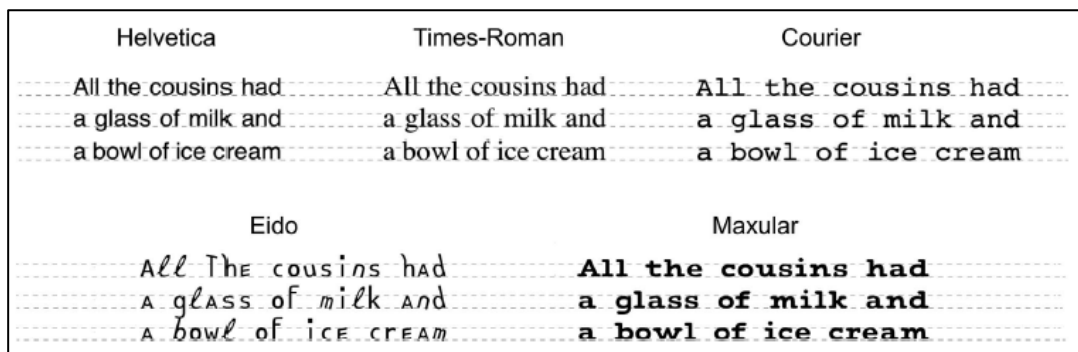 Helvetica
All the cousins had
a glass of milk and
a bowl of ice cream
Times-Roman
All the cousins had
a glass of milk and
a bowl of ice cream
Courier
All the cousins had
a glass of milk and
a bowl of ice cream
Eido
All the cousins had
a glass of milk and
a bowl of ice cream
Maxular
All the cousins had
a glass of milk and
a bowl of ice cream